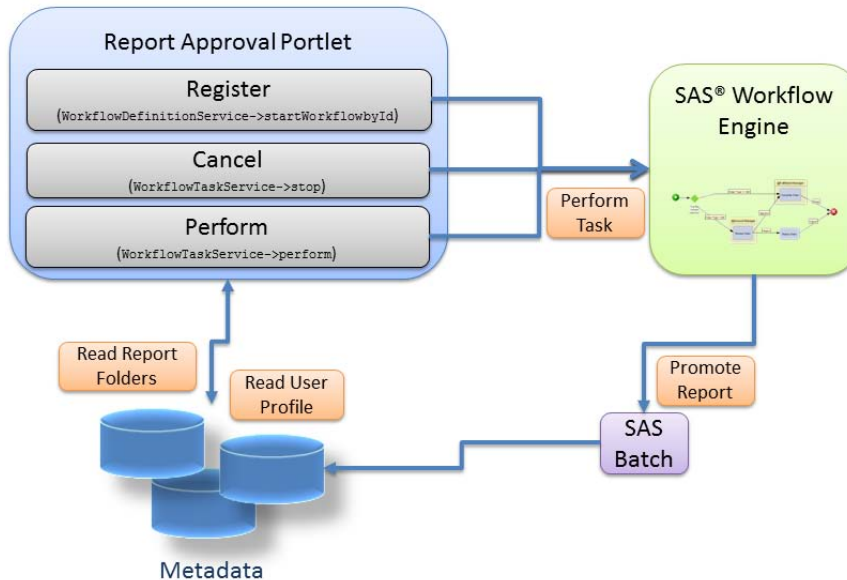 Report Approval Portlet
Register
(WorkflowDefinitionService->startWorkflowbyId)
Cancel
(WorkflowTaskService->stop)
Perform
(WorkflowTaskService->perform)
SAS® Workflow
Engine
Perform
Task
Read Report
Folders
Read User
Profile
Promote
Report
SAS
Batch
Metadata